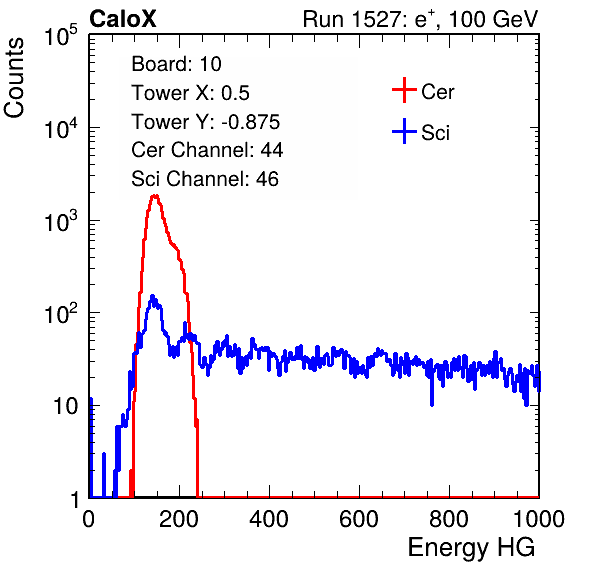 CaloX Run 1527: e⁺, 100 GeV
Board: 10
Tower X: 0.5
Tower Y: -0.875
Cer Channel: 44
Sci Channel: 46
Cer
Sci
Counts
10⁵
10⁴
10³
10²
10
1
0 200 400 600 800 1000
Energy HG